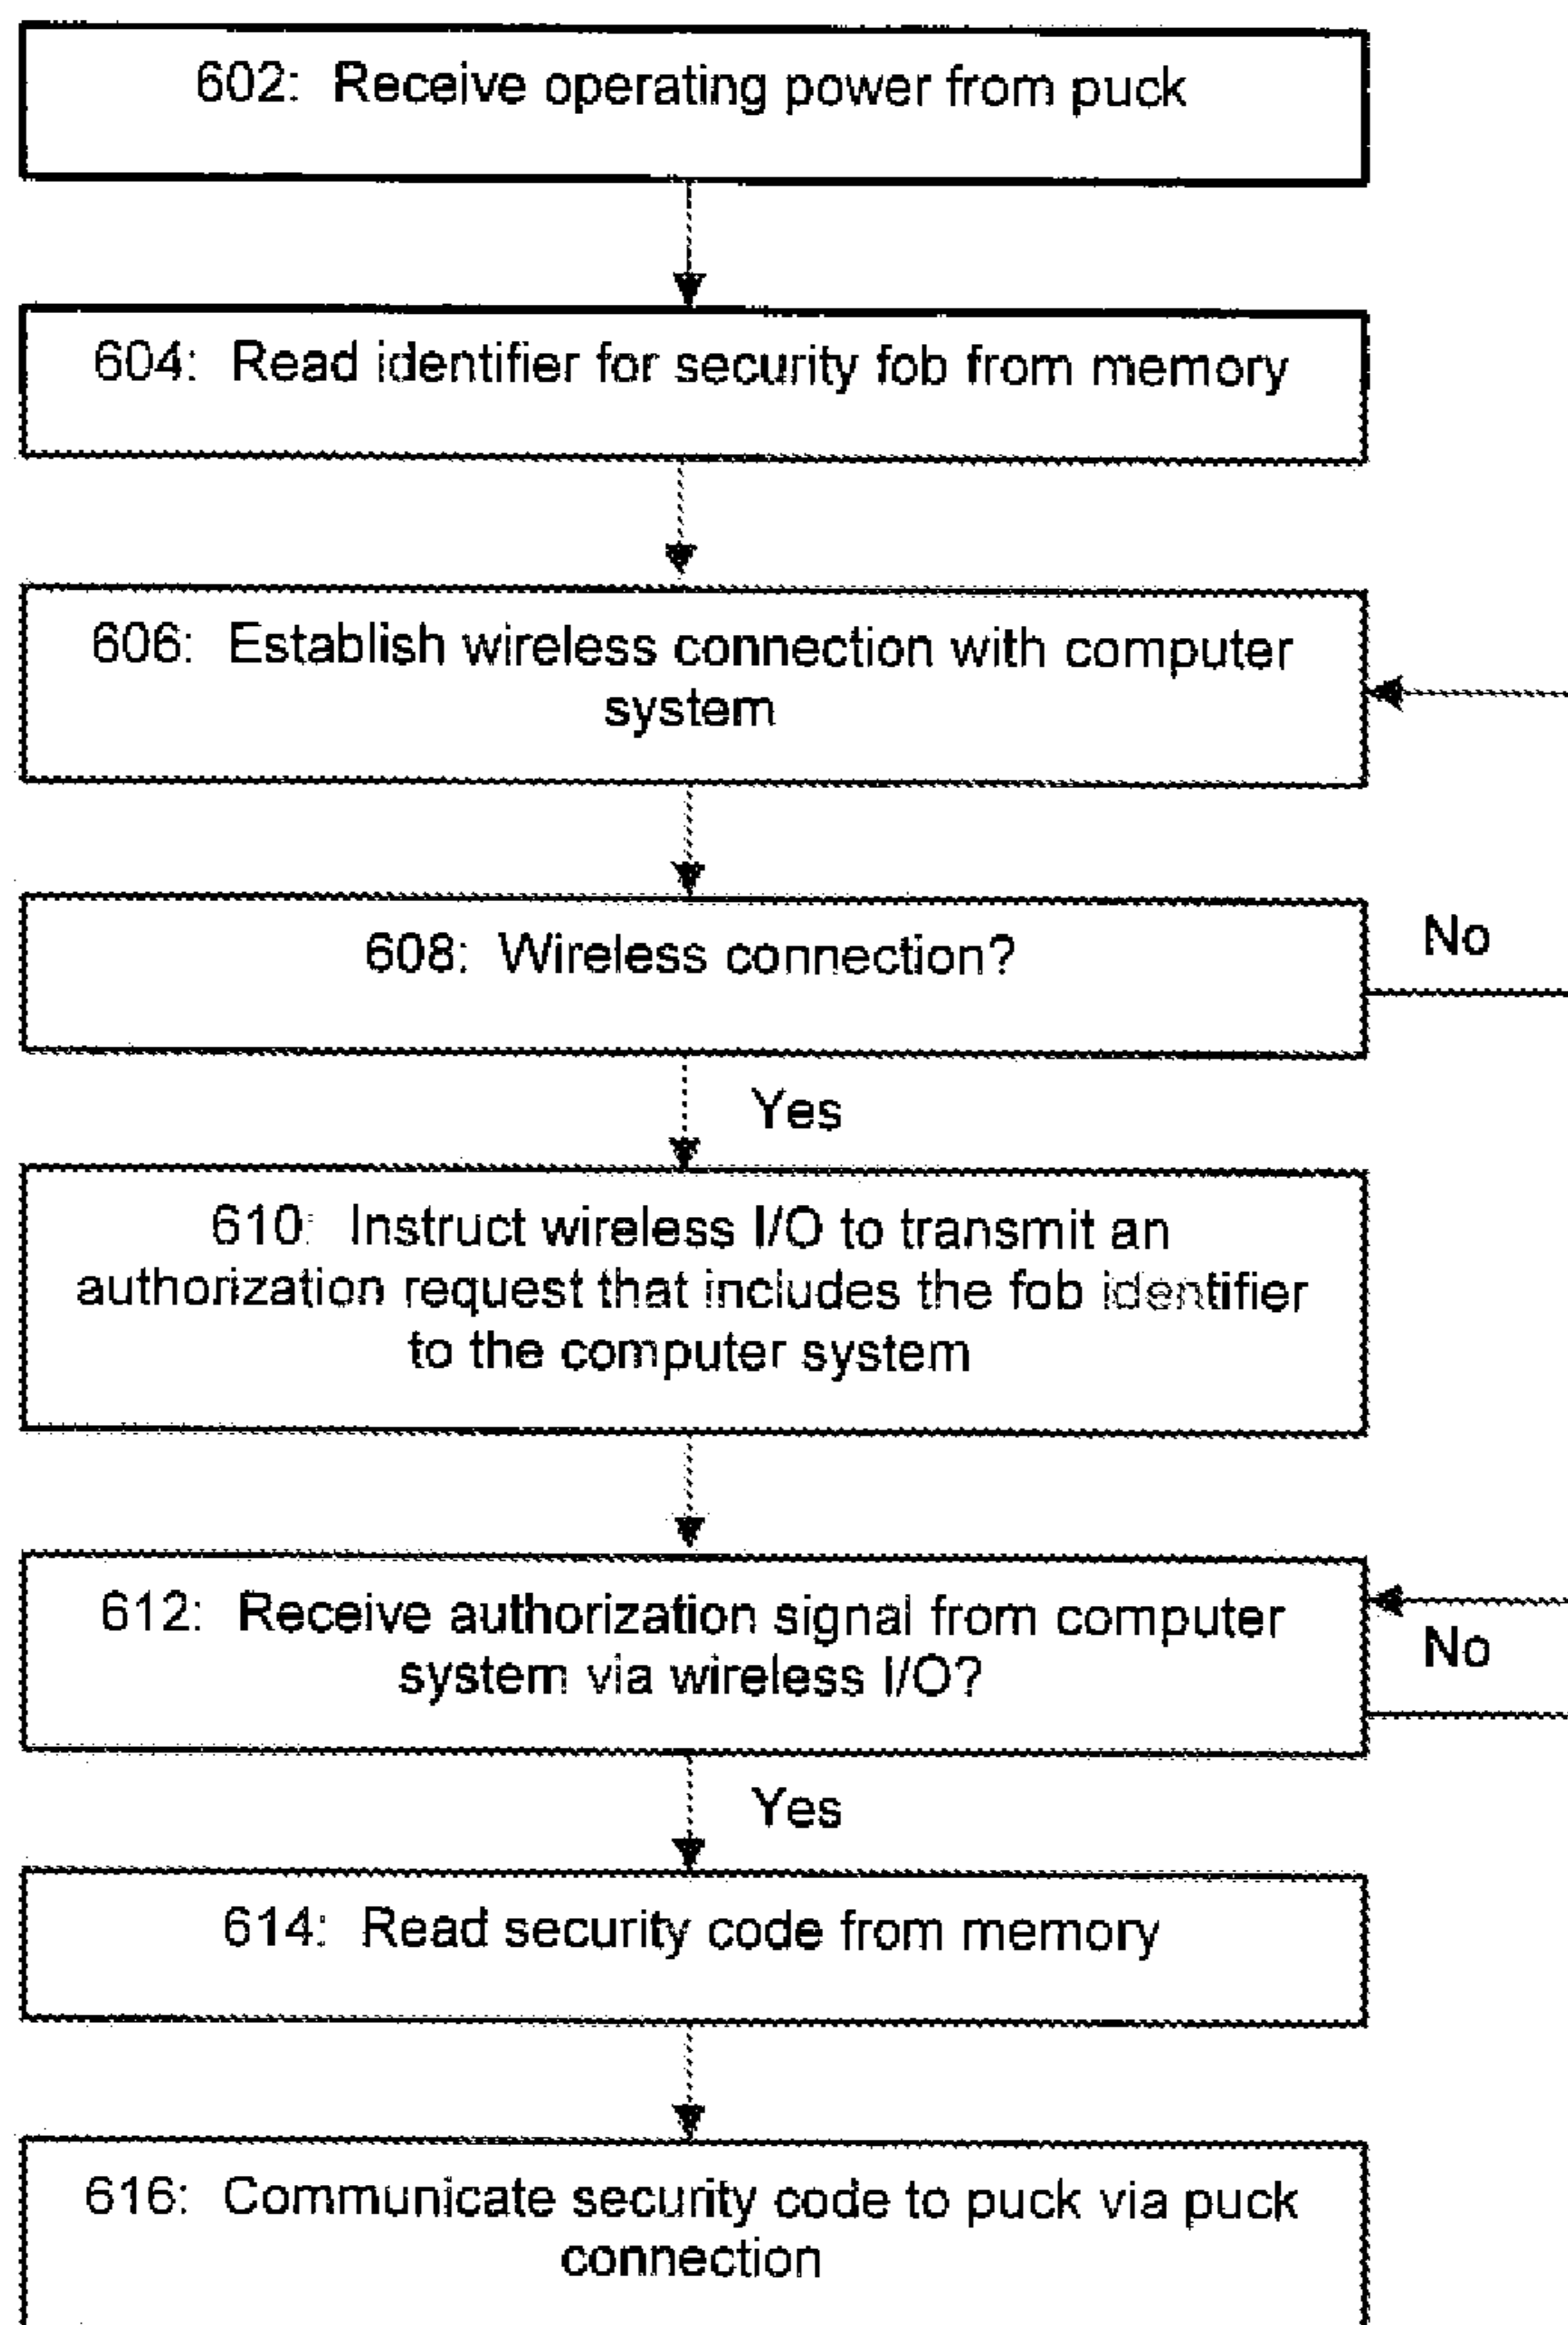 602: Receive operating power from puck
604: Read identifier for security fob from memory
606: Establish wireless connection with computer
system
608: Wireless connection?
No
Yes
610: Instruct wireless I/O to transmit an
authorization request that includes the fob identifier
to the computer system
612: Receive authorization signal from computer
system via wireless I/O?
No
Yes
614: Read security code from memory
616: Communicate security code to puck via puck
connection